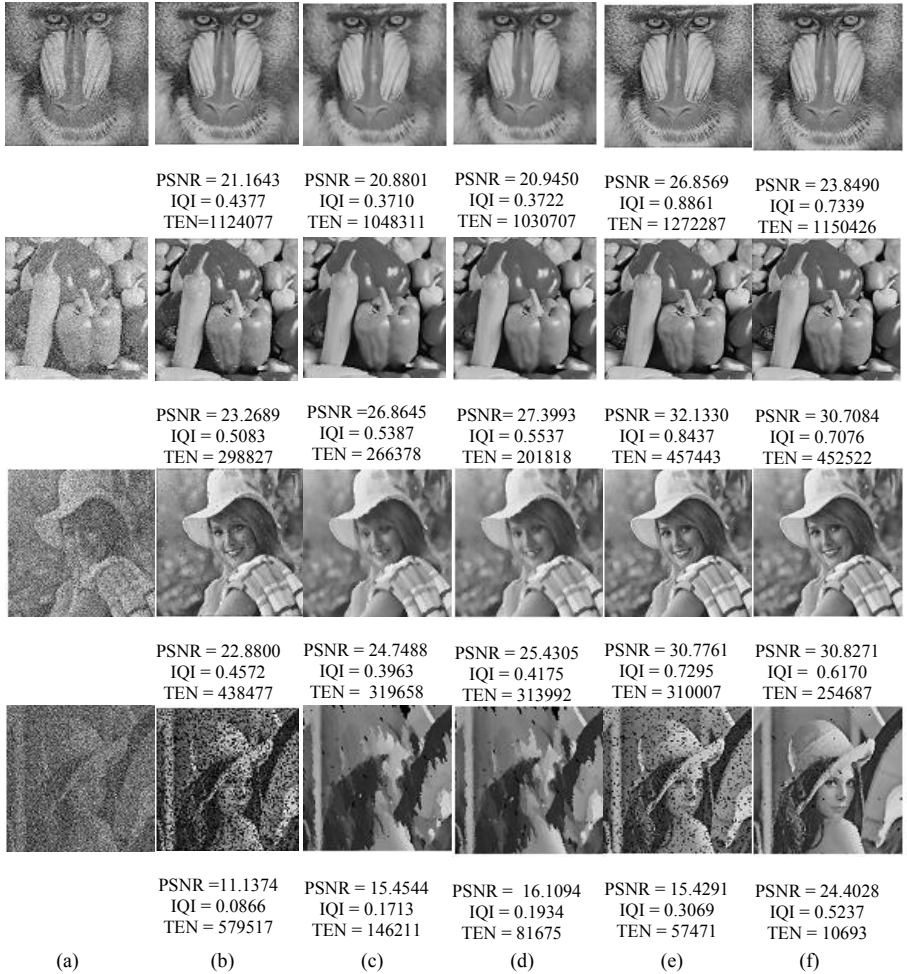 PSNR = 21.1643
IQI = 0.4377
TEN=1124077
PSNR = 20.8801
IQI = 0.3710
TEN = 1048311
PSNR = 20.9450
IQI = 0.3722
TEN = 1030707
PSNR = 26.8569
IQI = 0.8861
TEN = 1272287
PSNR = 23.8490
IQI = 0.7339
TEN = 1150426
PSNR = 23.2689
IQI = 0.5083
TEN = 298827
PSNR =26.8645
IQI = 0.5387
TEN = 266378
PSNR= 27.3993
IQI = 0.5537
TEN = 201818
PSNR = 32.1330
IQI = 0.8437
TEN = 457443
PSNR = 30.7084
IQI = 0.7076
TEN = 452522
PSNR = 22.8800
IQI = 0.4572
TEN = 438477
PSNR = 24.7488
IQI = 0.3963
TEN = 319658
PSNR = 25.4305
IQI = 0.4175
TEN = 313992
PSNR = 30.7761
IQI = 0.7295
TEN = 310007
PSNR = 30.8271
IQI = 0.6170
TEN = 254687
PSNR =11.1374
IQI = 0.0866
TEN = 579517
PSNR = 15.4544
IQI = 0.1713
TEN = 146211
PSNR = 16.1094
IQI = 0.1934
TEN = 81675
PSNR = 15.4291
IQI = 0.3069
TEN = 57471
PSNR = 24.4028
IQI = 0.5237
TEN = 10693
(a) (b) (c) (d) (e) (f)